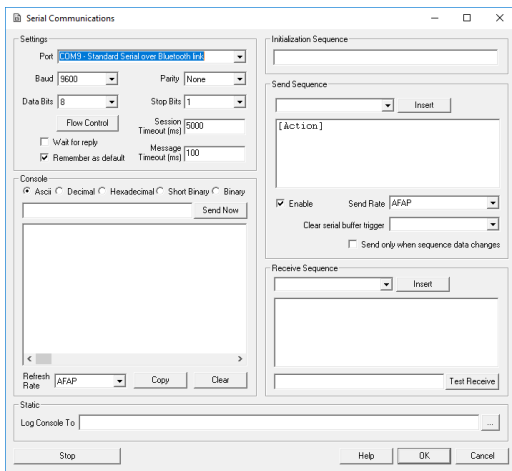 Serial Communications
Settings
Port COM9 - Standard Serial over Bluetooth link
Baud 9600 Parity None
Data Bits 8 Stop Bits 1
Flow Control Session Timeout (ms) 5000
Wait for reply
Remember as default Message Timeout (ms) 100
Console
Ascii Decimal Hexadecimal Short Binary Binary
Send Now
Refresh Rate AFAP Copy Clear
Initialization Sequence
Send Sequence
Insert
[Action]
Enable Send Rate AFAP
Clear serial buffer trigger
Send only when sequence data changes
Receive Sequence
Insert
Test Receive
Static
Log Console To ...
Stop Help OK Cancel